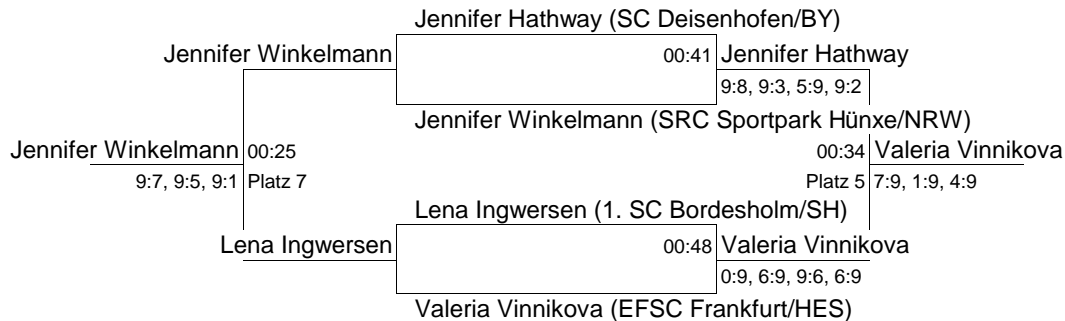 Jennifer Hathway (SC Deisenhofen/BY)
Jennifer Winkelmann 00:41 Jennifer Hathway
9:8, 9:3, 5:9, 9:2
Jennifer Winkelmann (SRC Sportpark Hünxe/NRW)
Jennifer Winkelmann 00:25 00:34 Valeria Vinnikova
9:7, 9:5, 9:1 Platz 7 Platz 5 7:9, 1:9, 4:9
Lena Ingwersen (1. SC Bordesholm/SH)
Lena Ingwersen 00:48 Valeria Vinnikova
0:9, 6:9, 9:6, 6:9
Valeria Vinnikova (EFSC Frankfurt/HES)